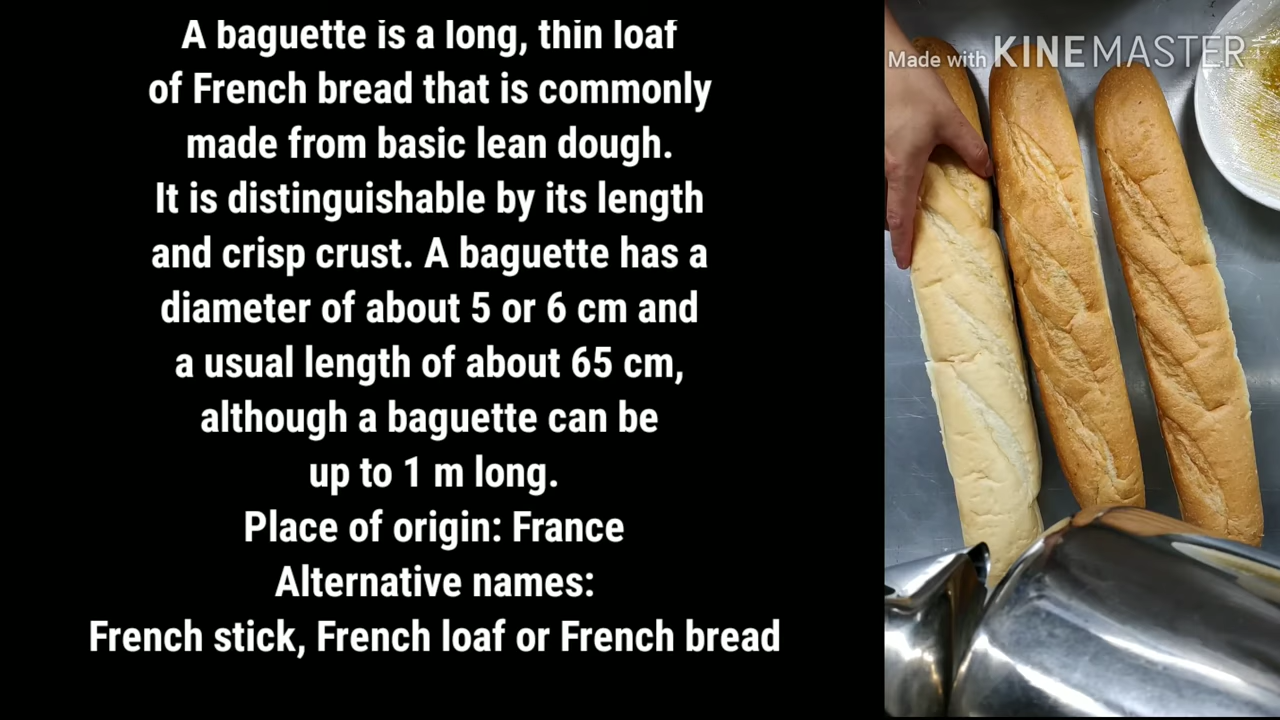 A baguette is a long, thin loaf
of French bread that is commonly
made from basic lean dough.
It is distinguishable by its length
and crisp crust. A baguette has a
diameter of about 5 or 6 cm and
a usual length of about 65 cm,
although a baguette can be
up to 1 m long.
Place of origin: France
Alternative names:
French stick, French loaf or French bread
Made with KINEMASTER